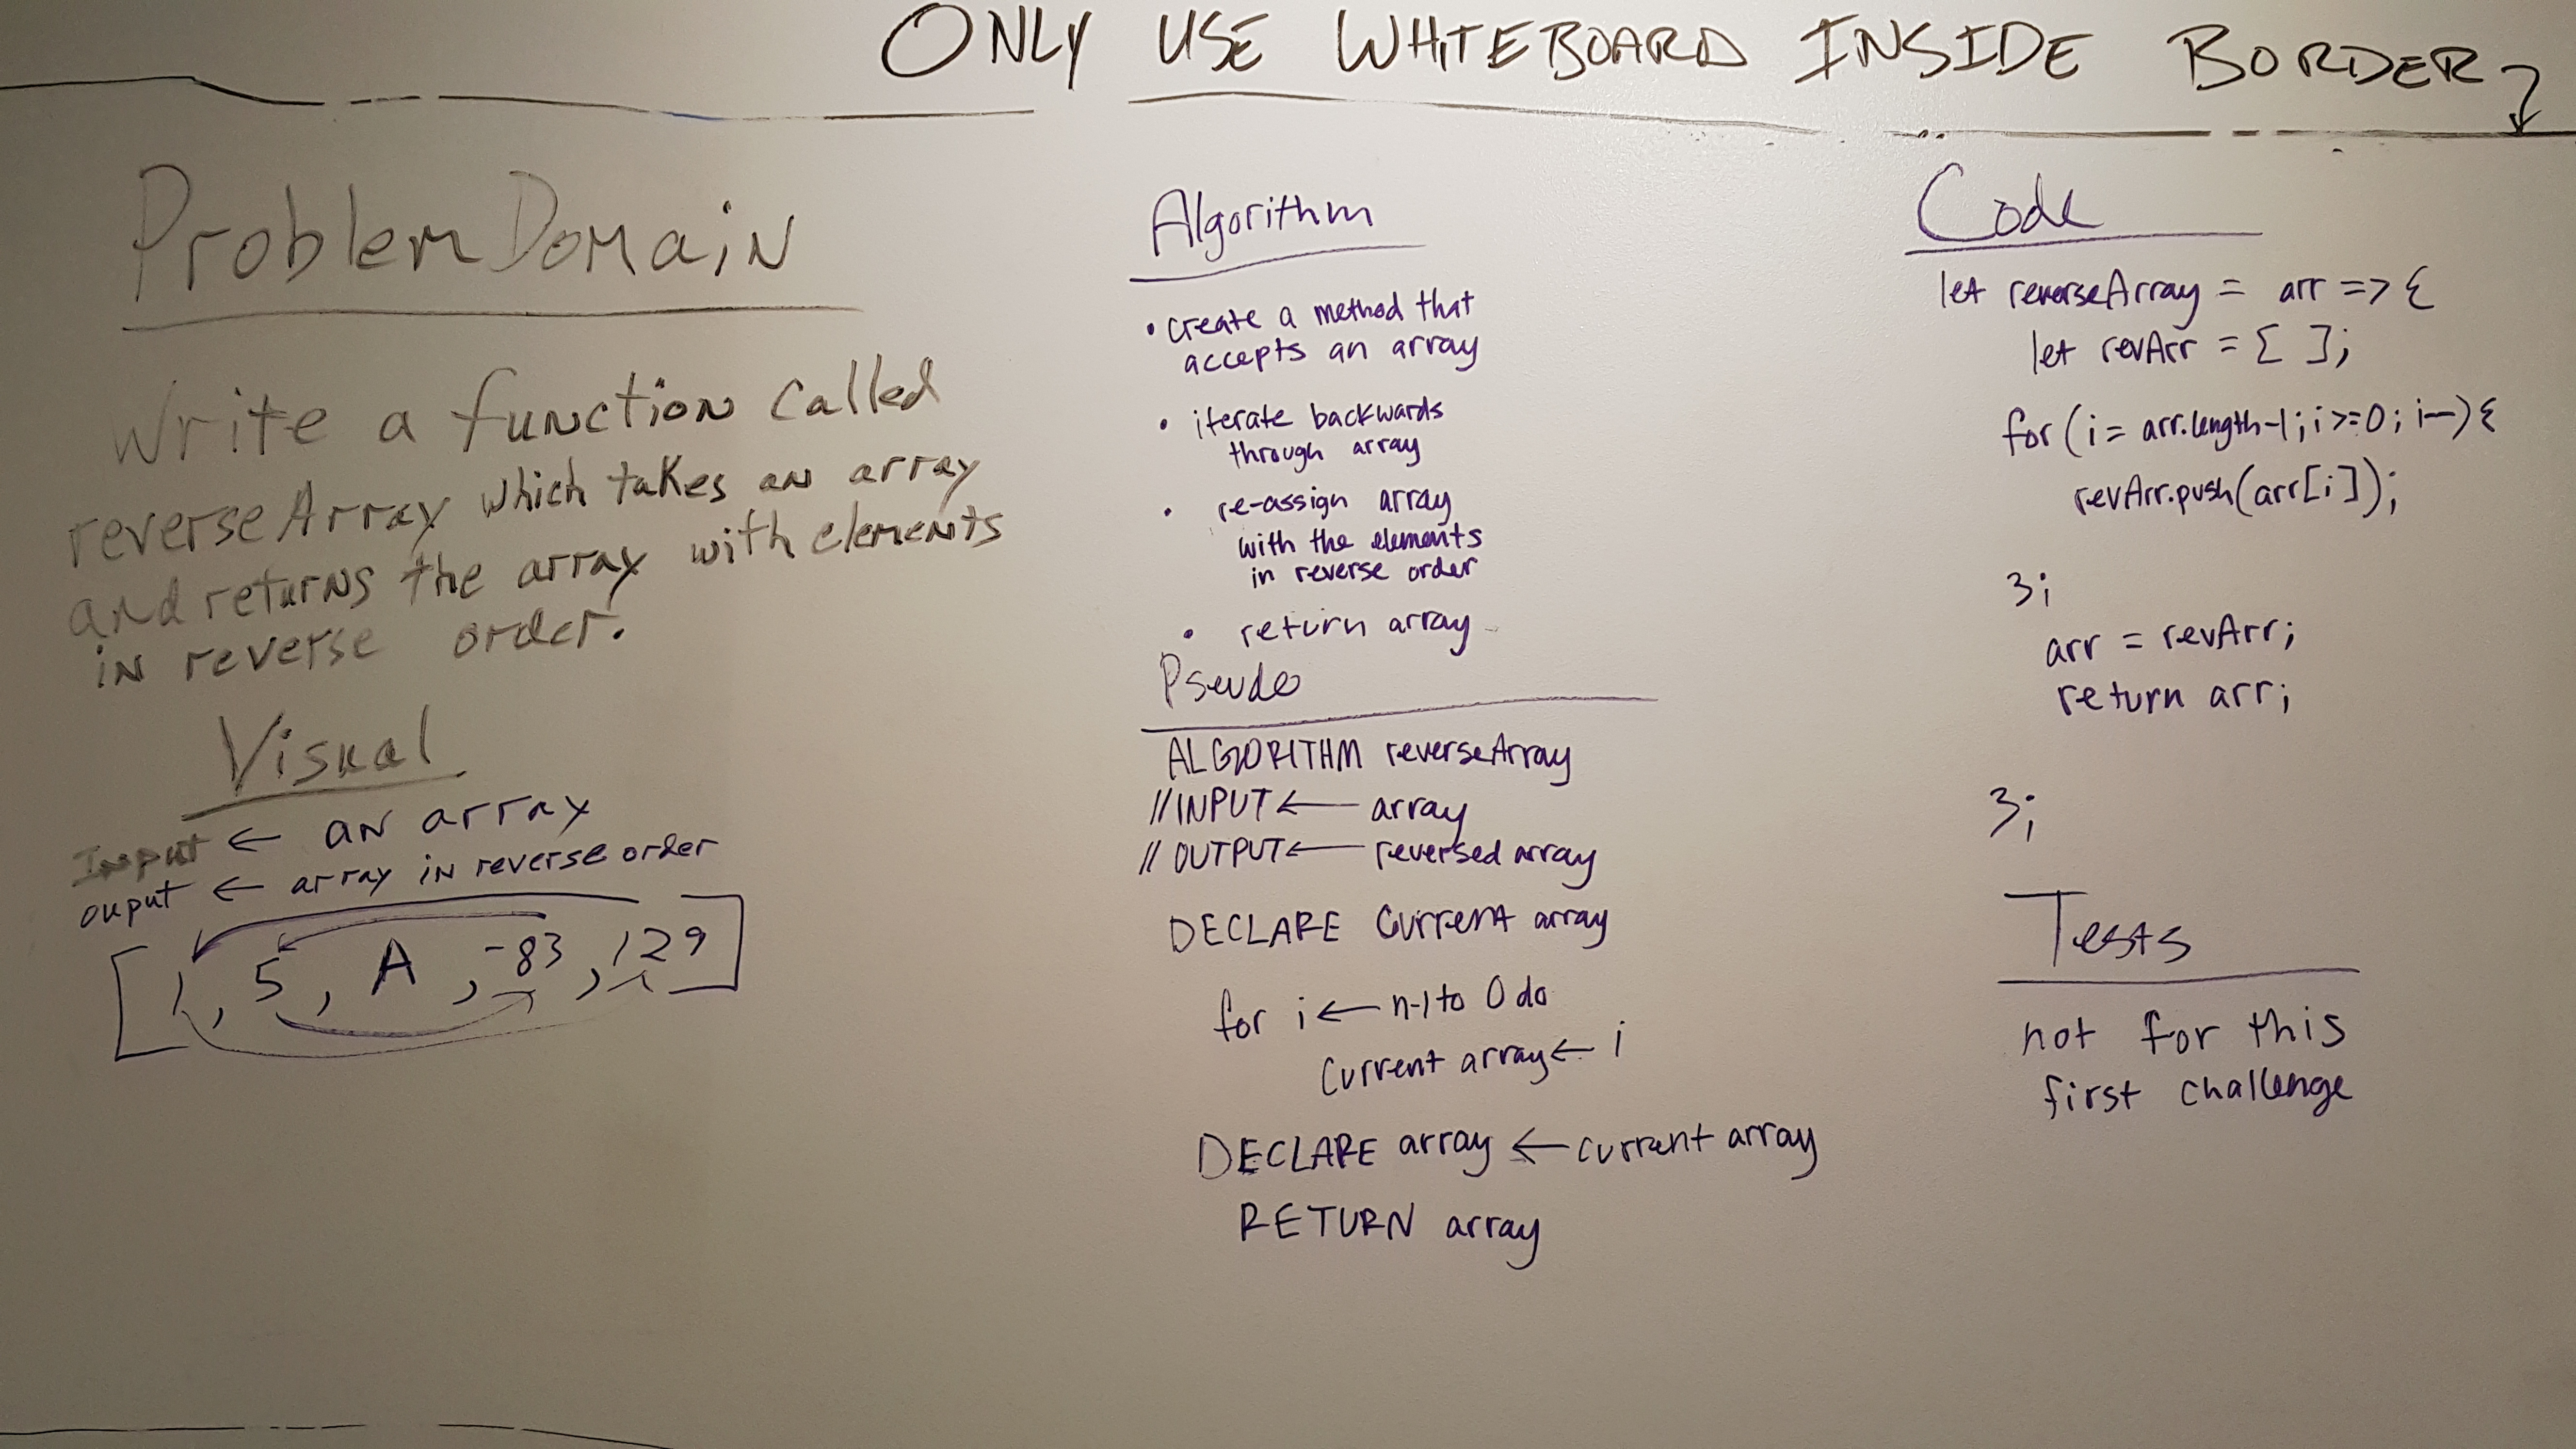 ONLY USE WHITEBOARD INSIDE BORDER
Problem Domain
Write a function called
reverseArray which takes an array
and returns the array with elements
in reverse order.
Visual
Input ← an array
ouput ← array in reverse order
[1, 5, A, -83, 129]
Algorithm
• create a method that
accepts an array
• iterate backwards
through array
• re-assign array
with the elements
in reverse order
• return array
Pseudo
ALGORITHM reverseArray
// INPUT ← array
// OUTPUT ← reversed array
DECLARE Current array
for i ← n-1 to 0 do
Current array ← i
DECLARE array ← current array
RETURN array
Code
let reverseArray = arr => {
let revArr = [ ];
for (i = arr.length-1; i >= 0; i--) {
revArr.push(arr[i]);
};
arr = revArr;
return arr;
};
Tests
not for this
first challenge